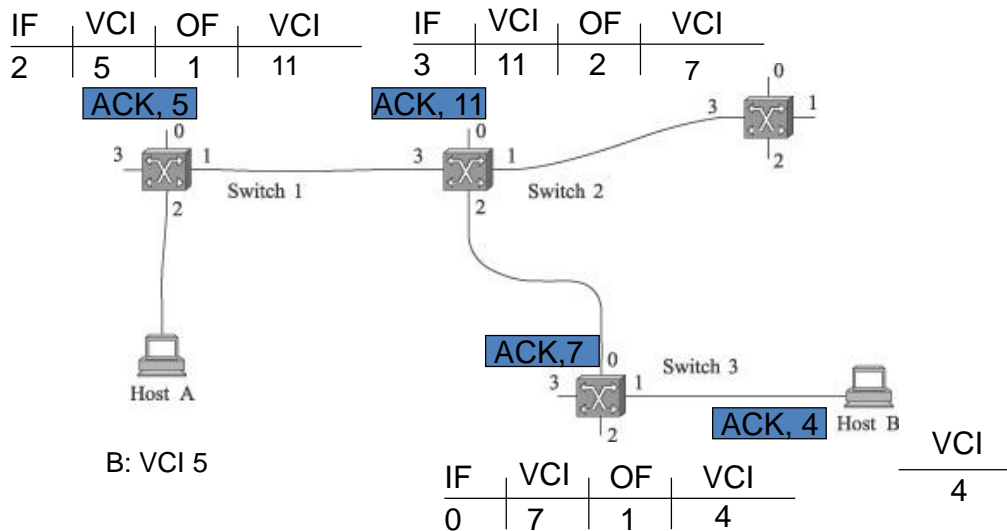 IF VCI OF VCI
2 5 1 11
IF VCI OF VCI
3 11 2 7
ACK, 5
ACK, 11
0
3 1
2
Switch 1
0
3 1
2
Switch 2
0
3 1
2
Host A
ACK,7
0
3 1
2
Switch 3
ACK, 4
Host B
B: VCI 5
VCI
4
IF VCI OF VCI
0 7 1 4